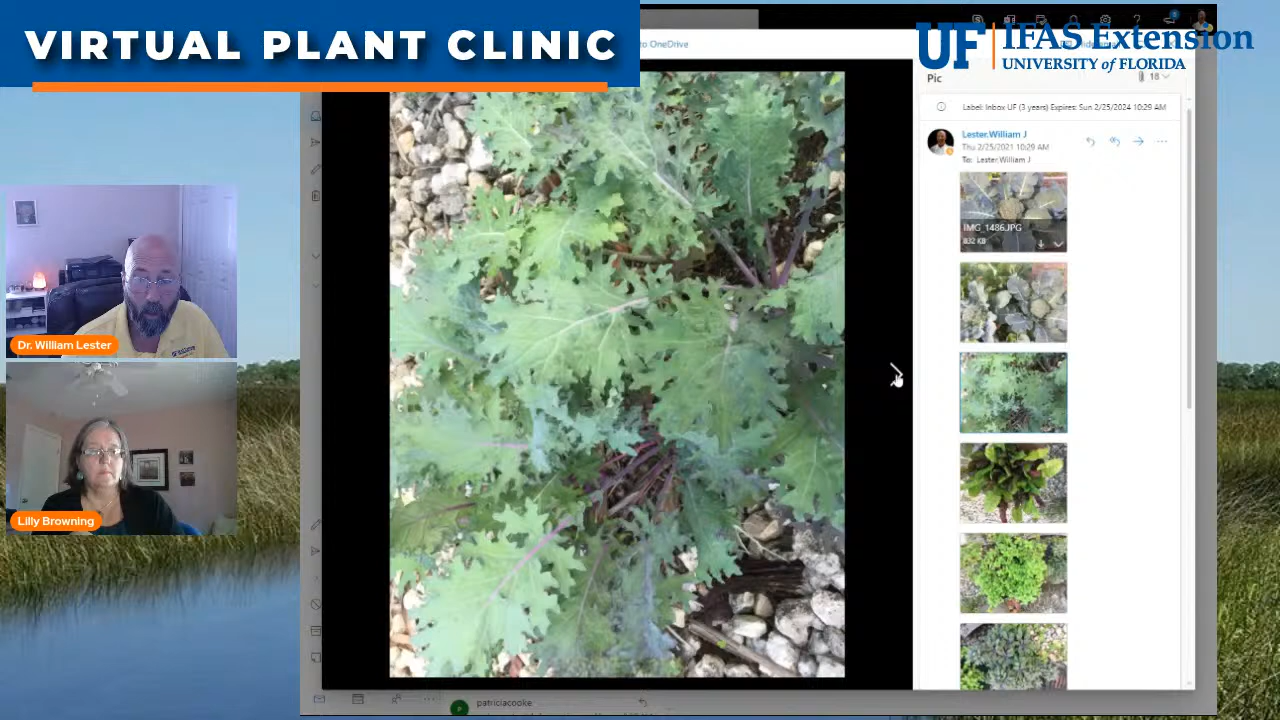 VIRTUAL PLANT CLINIC
to OneDrive
UF IFAS Extension
UNIVERSITY of FLORIDA
Pic
18
Label: Inbox UF (3 years) Expires: Sun 2/25/2024 10:29 AM
Lester,William J
Thu 2/25/2021 10:29 AM
To: Lester,William J
IMG_1486.JPG
832 KB
Dr. William Lester
Lilly Browning
patriciacooke